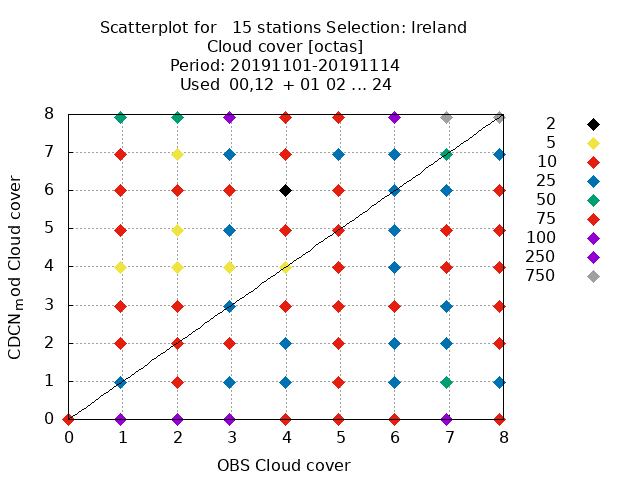 Scatterplot for 15 stations Selection: Ireland
Cloud cover [octas]
Period: 20191101-20191114
Used 00,12 + 01 02 ... 24
8
7
6
5
4
3
2
1
0
CDCNmod Cloud cover
0 1 2 3 4 5 6 7 8
OBS Cloud cover
2
5
10
25
50
75
100
250
750